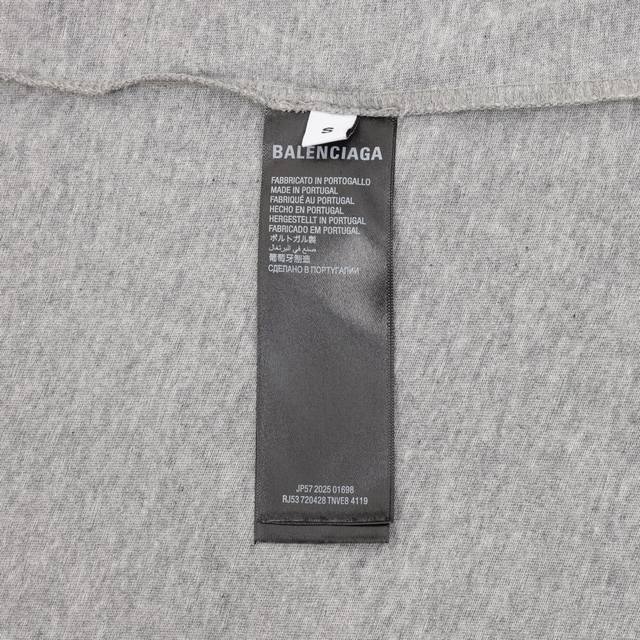 S
BALENCIAGA
FABBRICATO IN PORTOGALLO
MADE IN PORTUGAL
FABRIQUÉ AU PORTUGAL
HECHO EN PORTUGAL
HERGESTELLT IN PORTUGAL
FABRICADO EM PORTUGAL
ポルトガル製
صنع في البرتغال
葡萄牙制造
СДЕЛАНО В ПОРТУГАЛИИ
JP57 2025 01698
RJ53 720428 TNVE8 4119